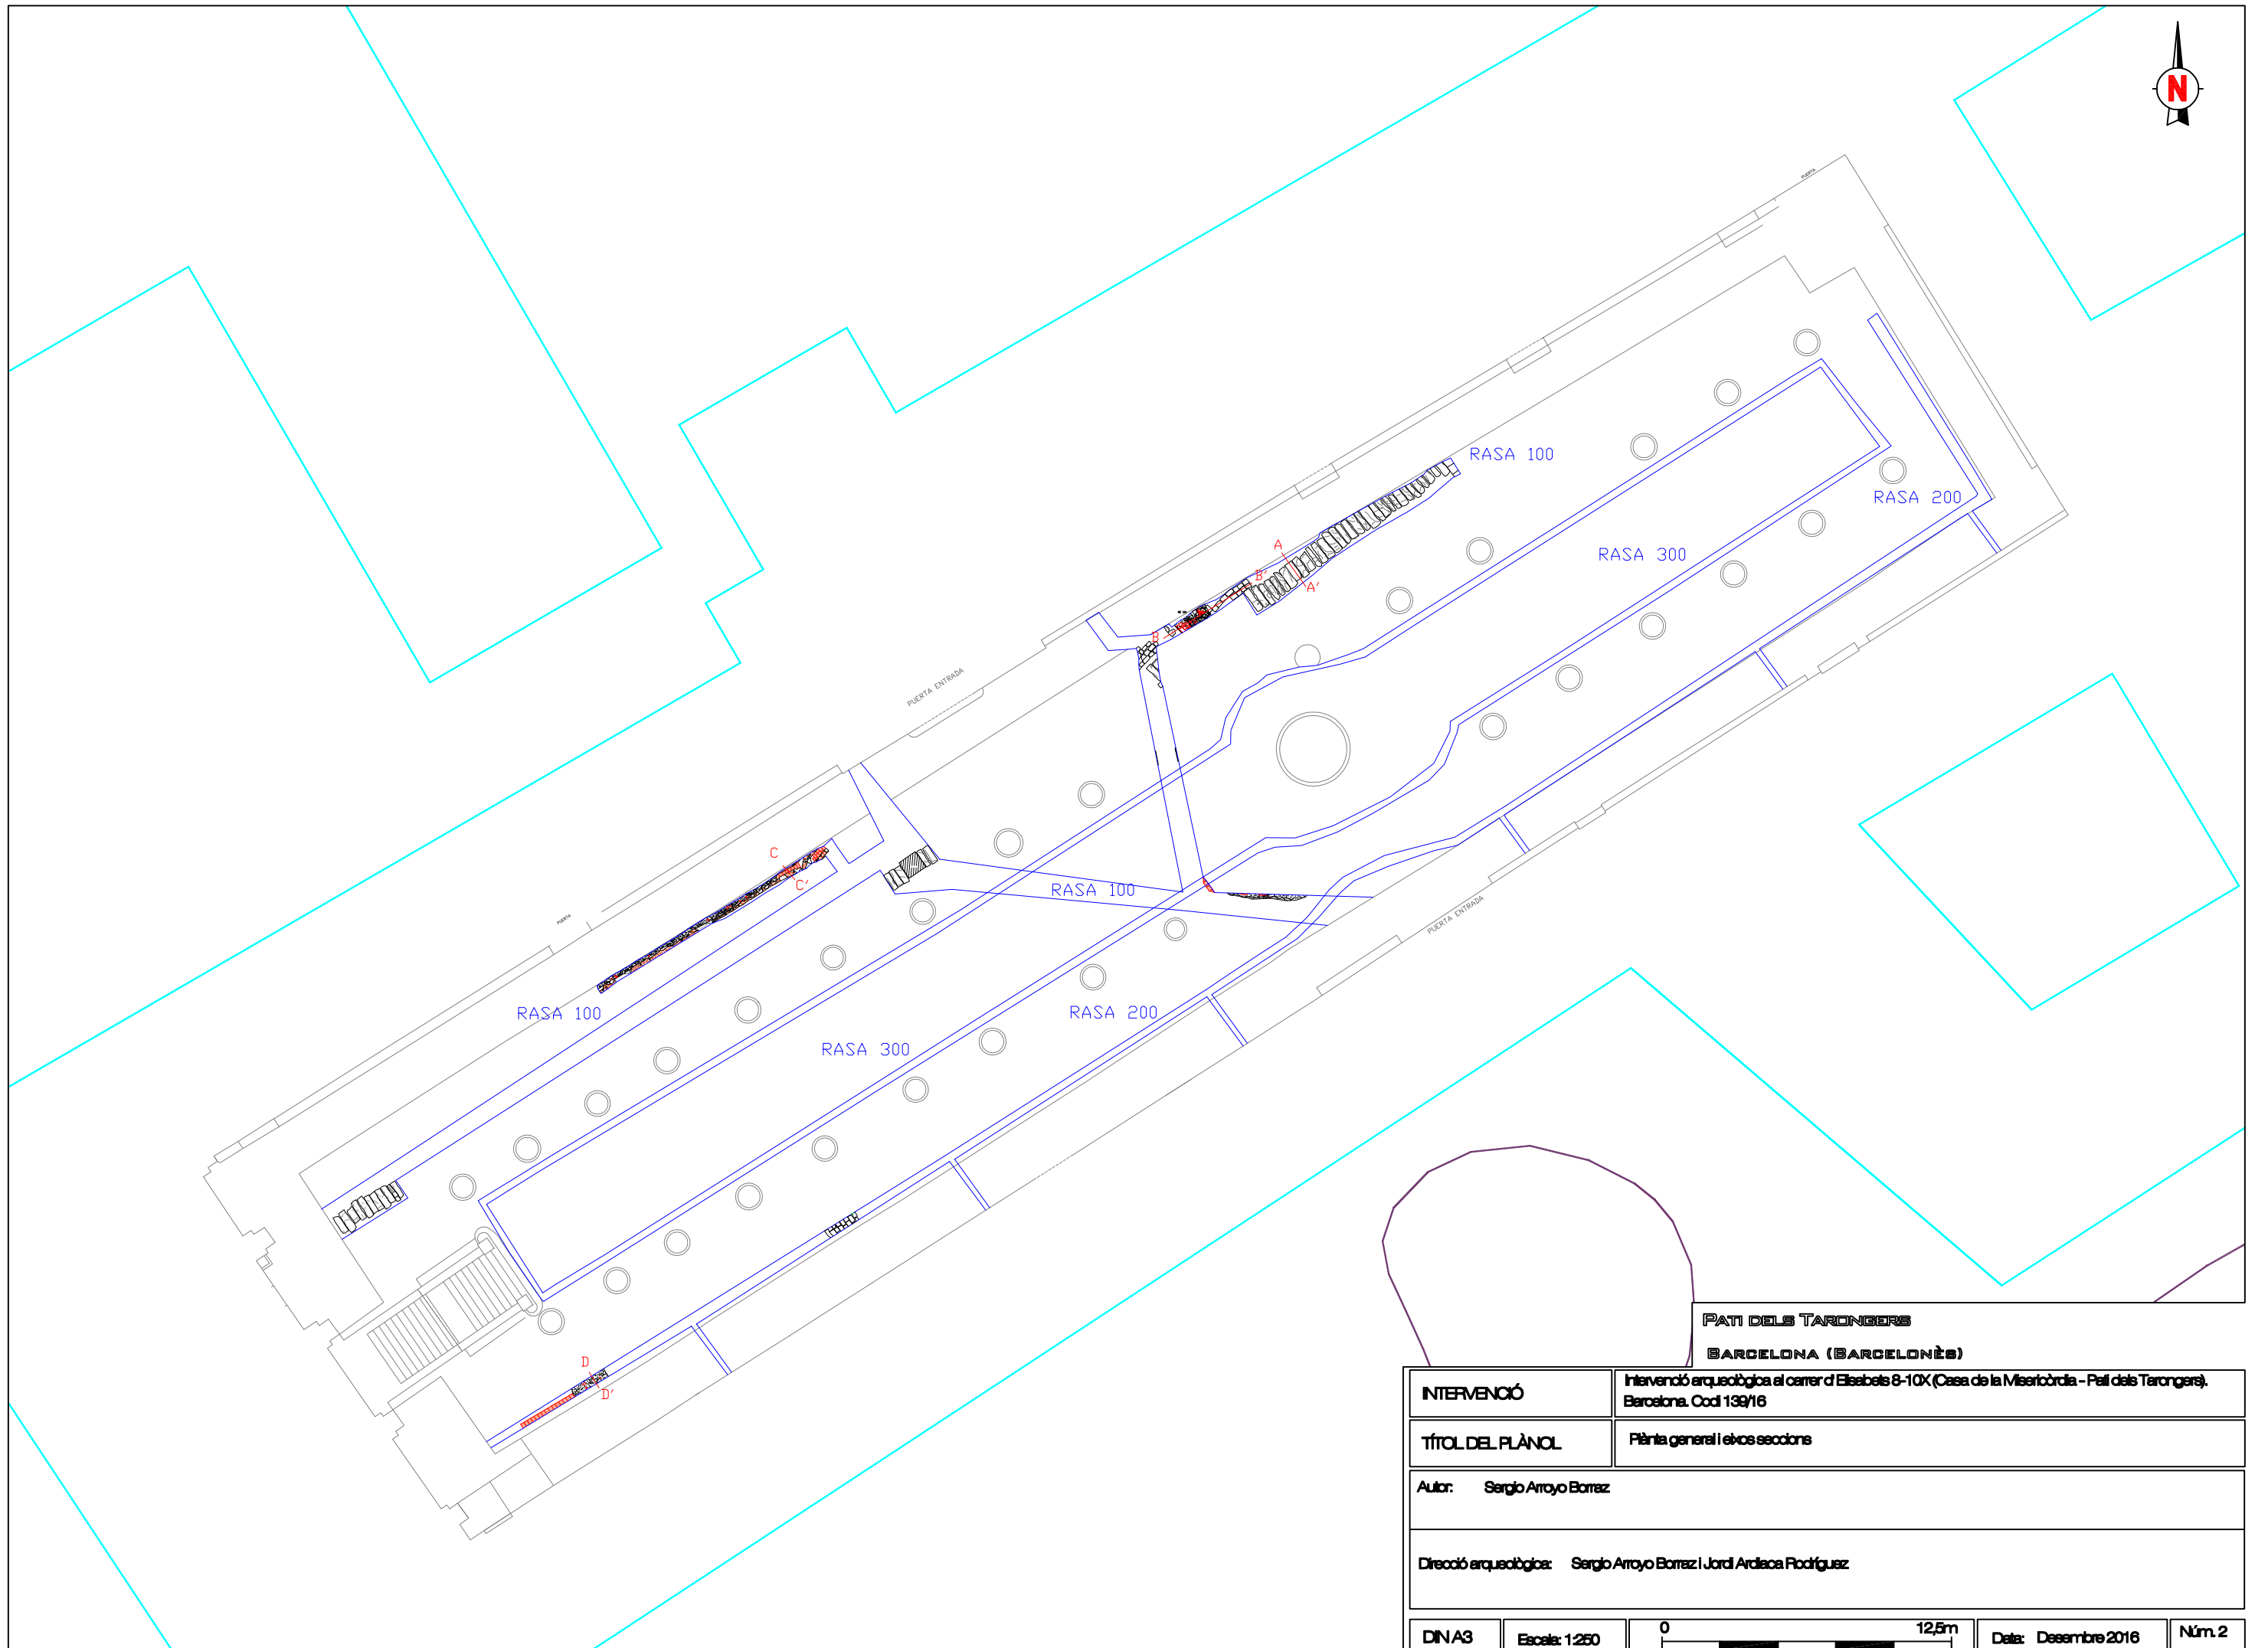 N
PUERTA
RASA 100
RASA 200
A
RASA 300
B'
A'
B
PUERTA ENTRADA
C
C'
RASA 100
PUERTA ENTRADA
PUERTA
RASA 100
RASA 200
RASA 300
D
D'
PATI DELS TARONGERS
BARCELONA (BARCELONÈS)
INTERVENCIÓ
Intervenció arqueològica al carrer d'Elisabets 8-10X (Casa de la Misericòrdia - Pati dels Tarongers).
Barcelona. Codi 139/16
TÍTOL DEL PLÀNOL
Plànta general i eixos seccions
Autor: Sergio Arroyo Borraz
Direcció arqueològica: Sergio Arroyo Borraz i Jordi Ardiaca Rodríguez
DIN A3
Escala: 1:250
0 12,5m
Data: Desembre 2016
Núm. 2